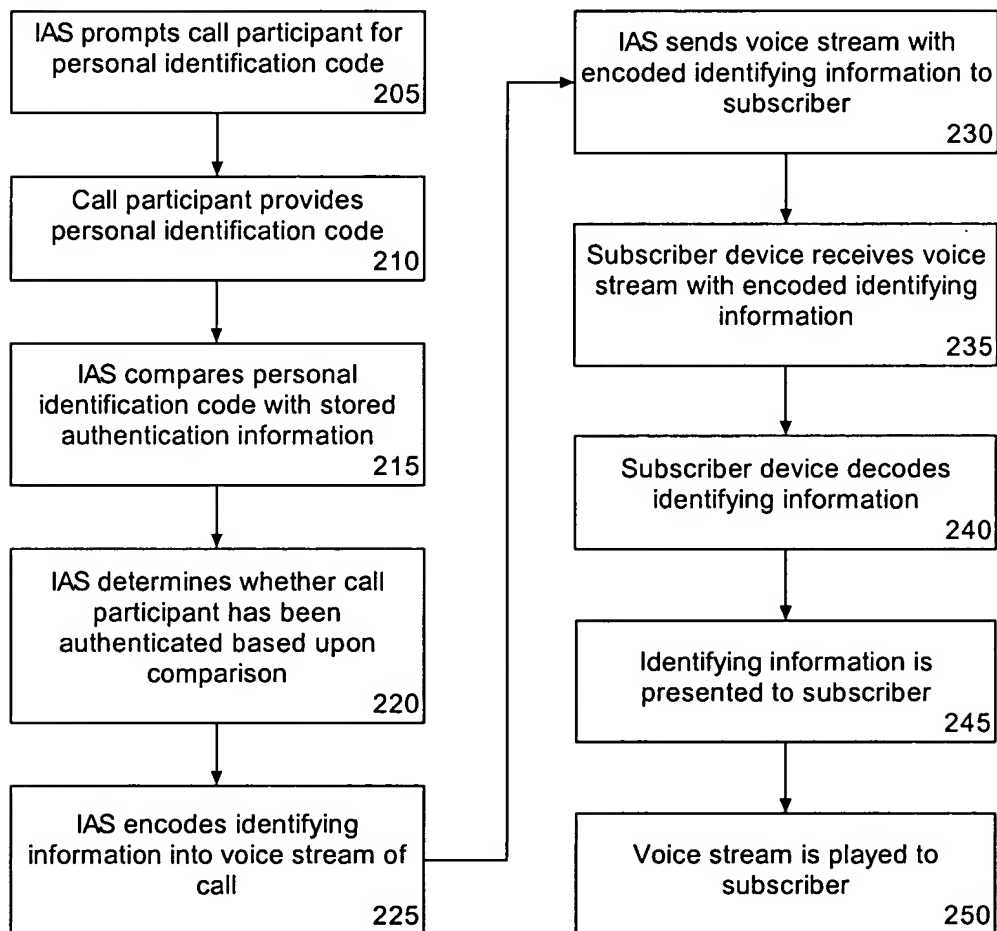 IAS prompts call participant for
personal identification code
205
Call participant provides
personal identification code
210
IAS compares personal
identification code with stored
authentication information
215
IAS determines whether call
participant has been
authenticated based upon
comparison
220
IAS encodes identifying
information into voice stream of
call
225
IAS sends voice stream with
encoded identifying information to
subscriber
230
Subscriber device receives voice
stream with encoded identifying
information
235
Subscriber device decodes
identifying information
240
Identifying information is
presented to subscriber
245
Voice stream is played to
subscriber
250